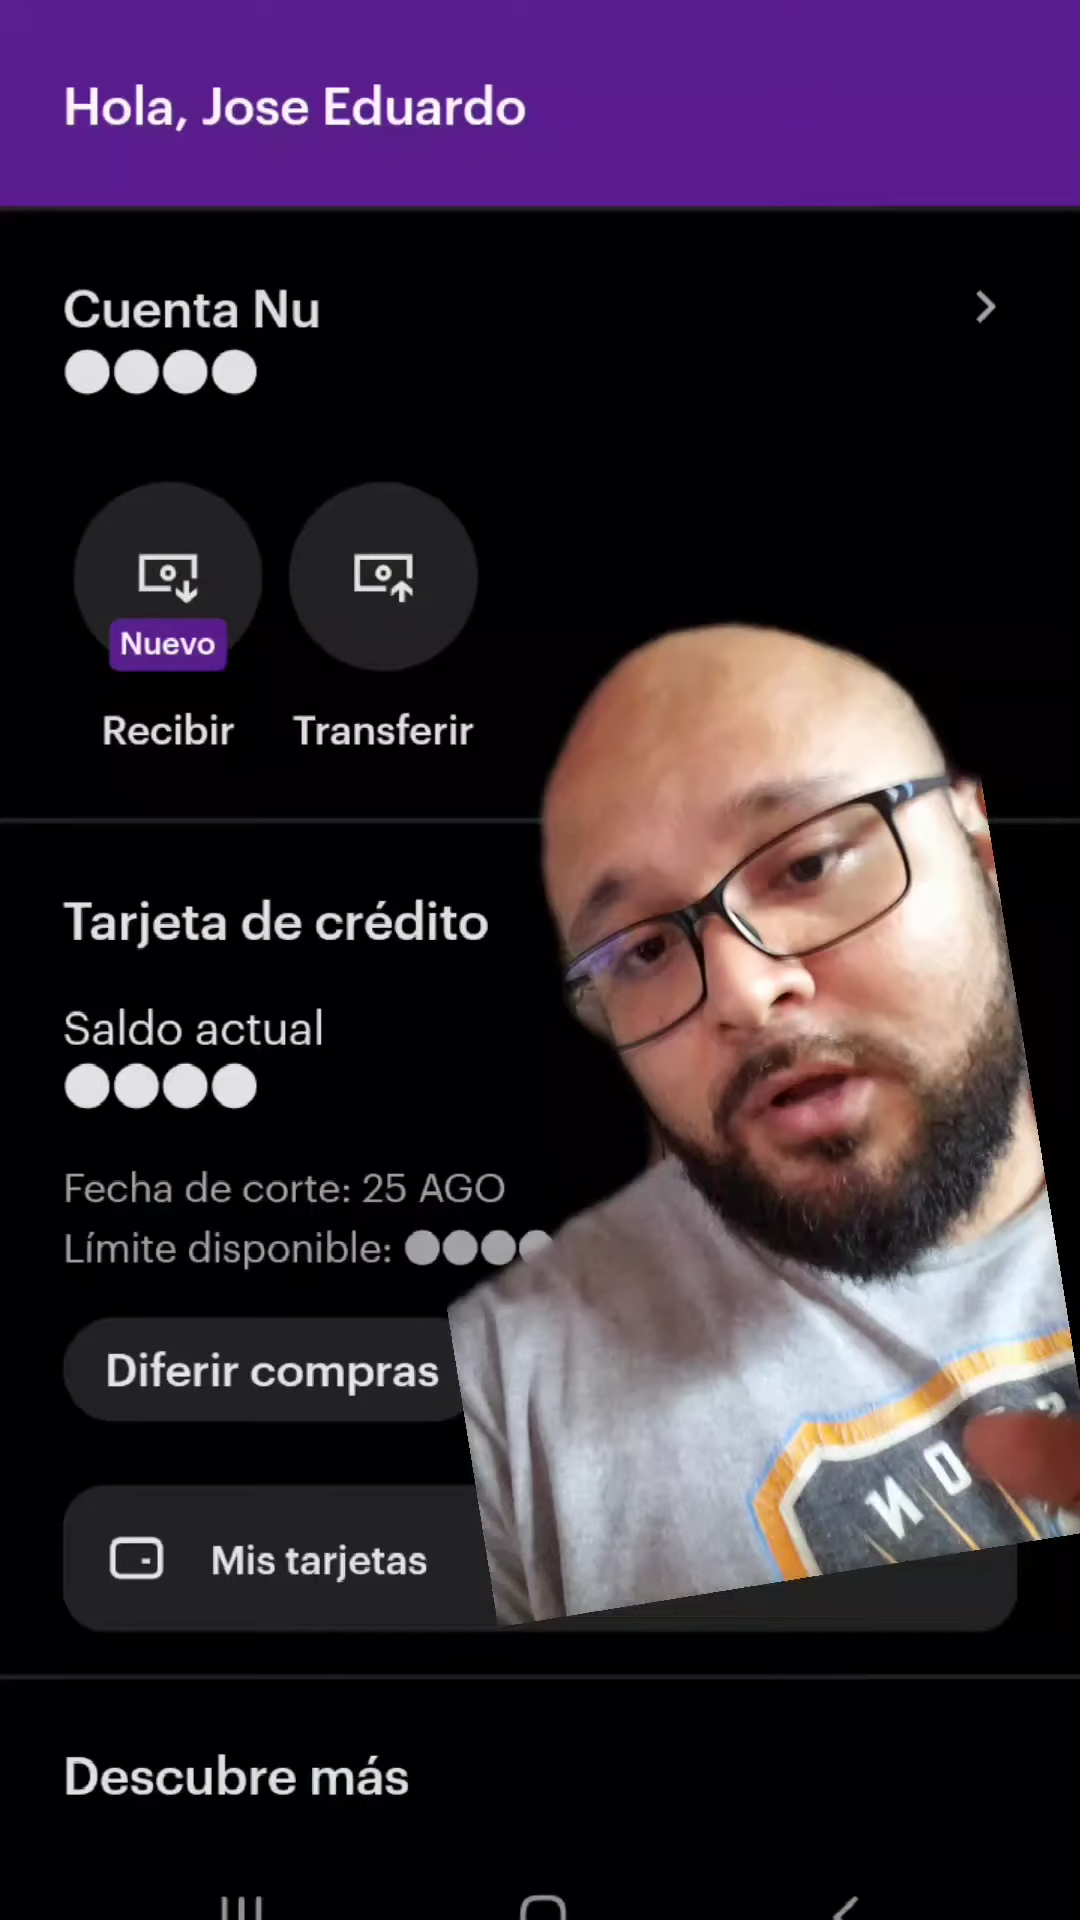 Hola, Jose Eduardo
Cuenta Nu
Nuevo
Recibir
Transferir
Tarjeta de crédito
Saldo actual
Fecha de corte: 25 AGO
Límite disponible:
Diferir compras
Mis tarjetas
Descubre más